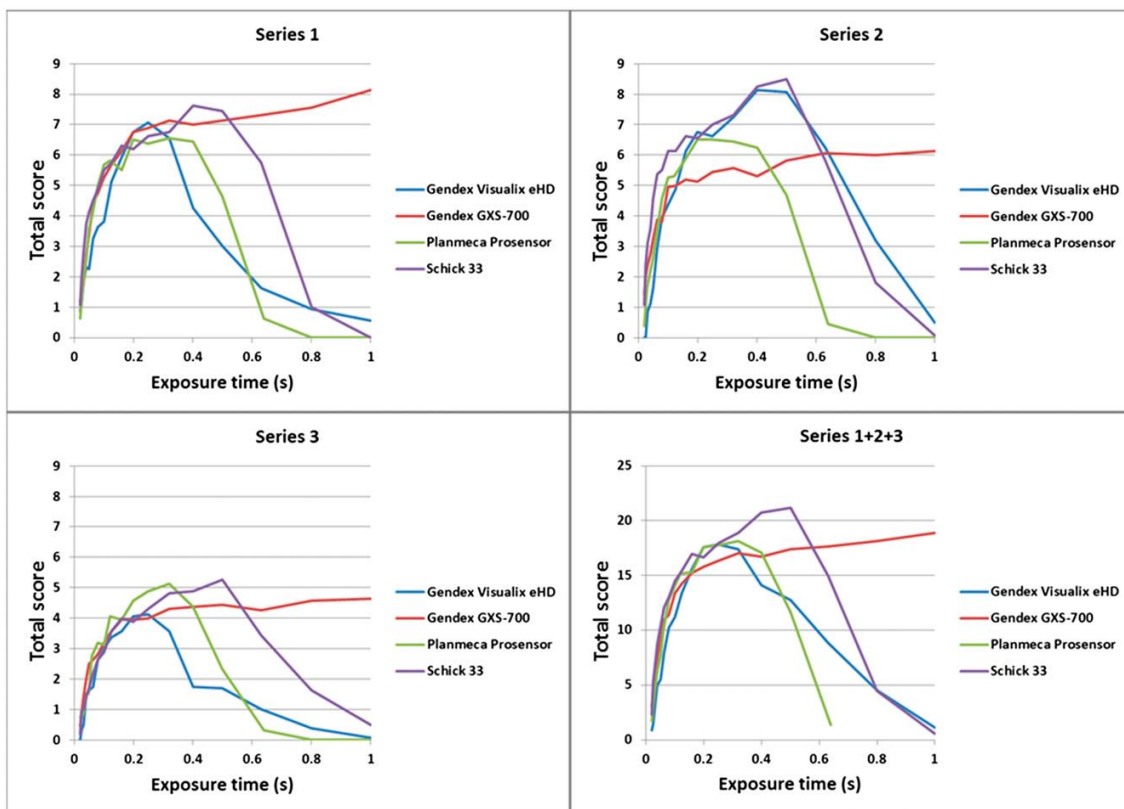 Series 1
9
8
7
6
5
4
3
2
1
0
Total score
0 0.2 0.4 0.6 0.8 1
Exposure time (s)
Gendex Visualix eHD
Gendex GXS-700
Planmeca Prosensor
Schick 33
Series 2
9
8
7
6
5
4
3
2
1
0
Total score
0 0.2 0.4 0.6 0.8 1
Exposure time (s)
Gendex Visualix eHD
Gendex GXS-700
Planmeca Prosensor
Schick 33
Series 3
9
8
7
6
5
4
3
2
1
0
Total score
0 0.2 0.4 0.6 0.8 1
Exposure time (s)
Gendex Visualix eHD
Gendex GXS-700
Planmeca Prosensor
Schick 33
Series 1+2+3
25
20
15
10
5
0
Total score
0 0.2 0.4 0.6 0.8 1
Exposure time (s)
Gendex Visualix eHD
Gendex GXS-700
Planmeca Prosensor
Schick 33